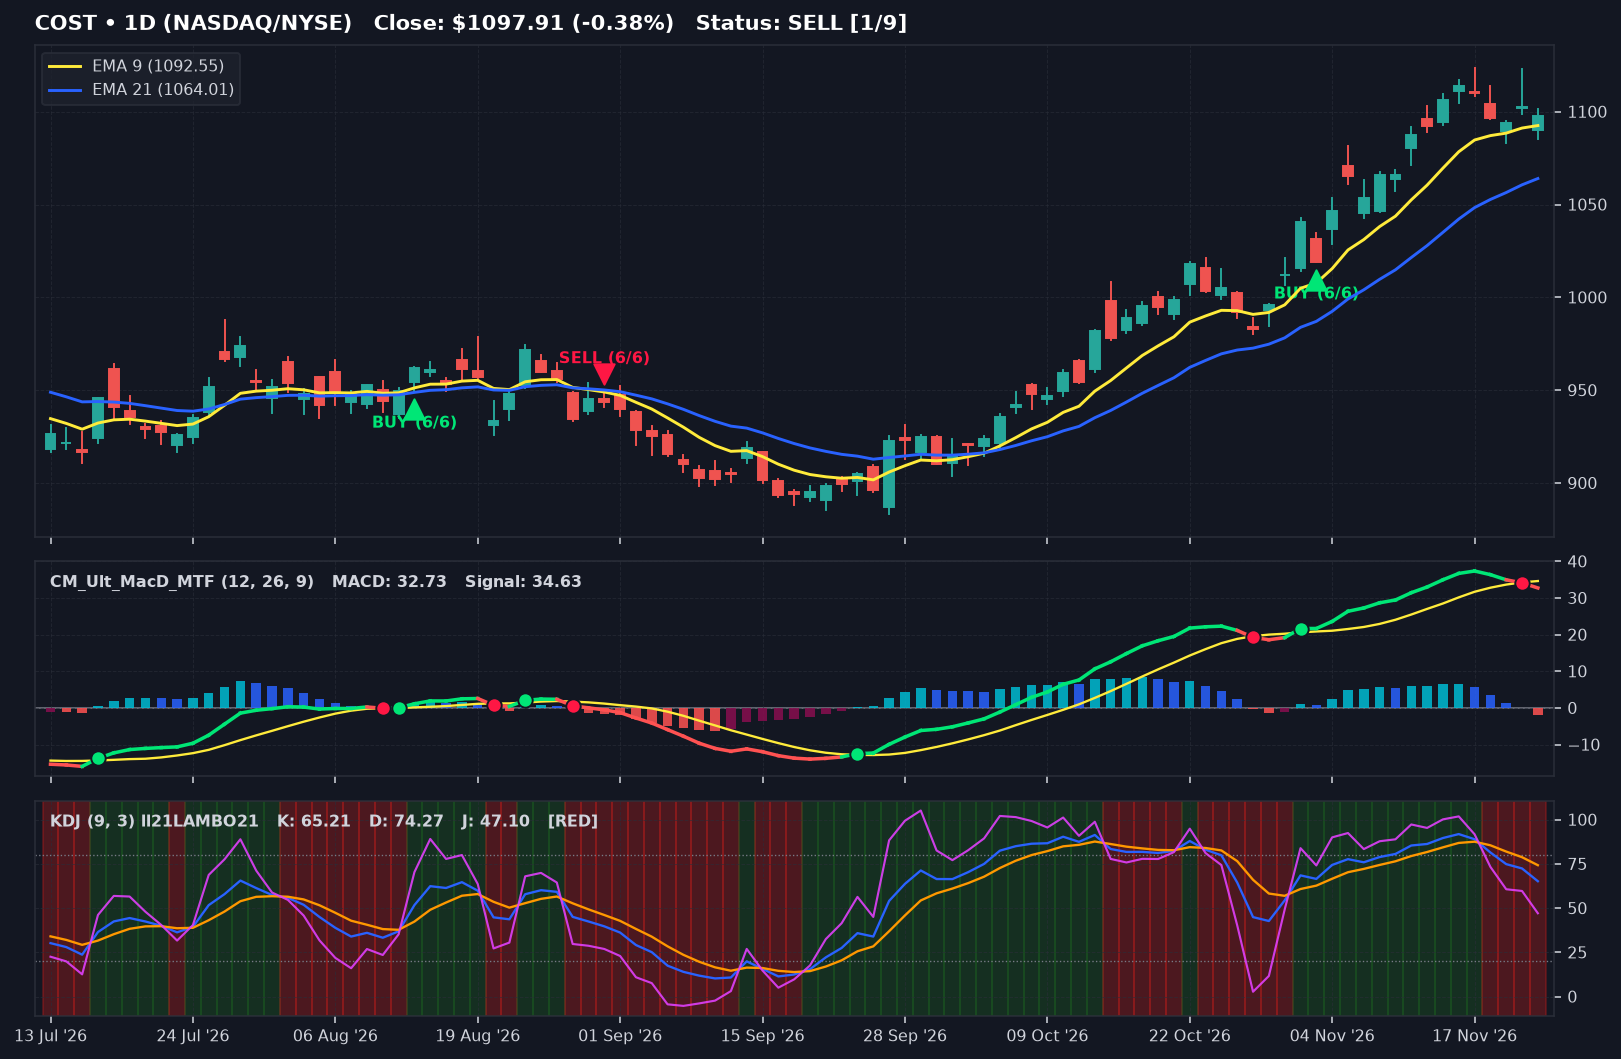 COST • 1D (NASDAQ/NYSE)   Close: $1097.91 (-0.38%)   Status: SELL [1/9]
EMA 9 (1092.55)
EMA 21 (1064.01)
1100
1050
1000
950
900
BUY (6/6)
SELL (6/6)
BUY (6/6)
CM_Ult_MacD_MTF (12, 26, 9)   MACD: 32.73   Signal: 34.63
40
30
20
10
0
−10
KDJ (9, 3) II21LAMBO21   K: 65.21   D: 74.27   J: 47.10   [RED]
100
75
50
25
0
13 Jul '26   24 Jul '26   06 Aug '26   19 Aug '26   01 Sep '26   15 Sep '26   28 Sep '26   09 Oct '26   22 Oct '26   04 Nov '26   17 Nov '26